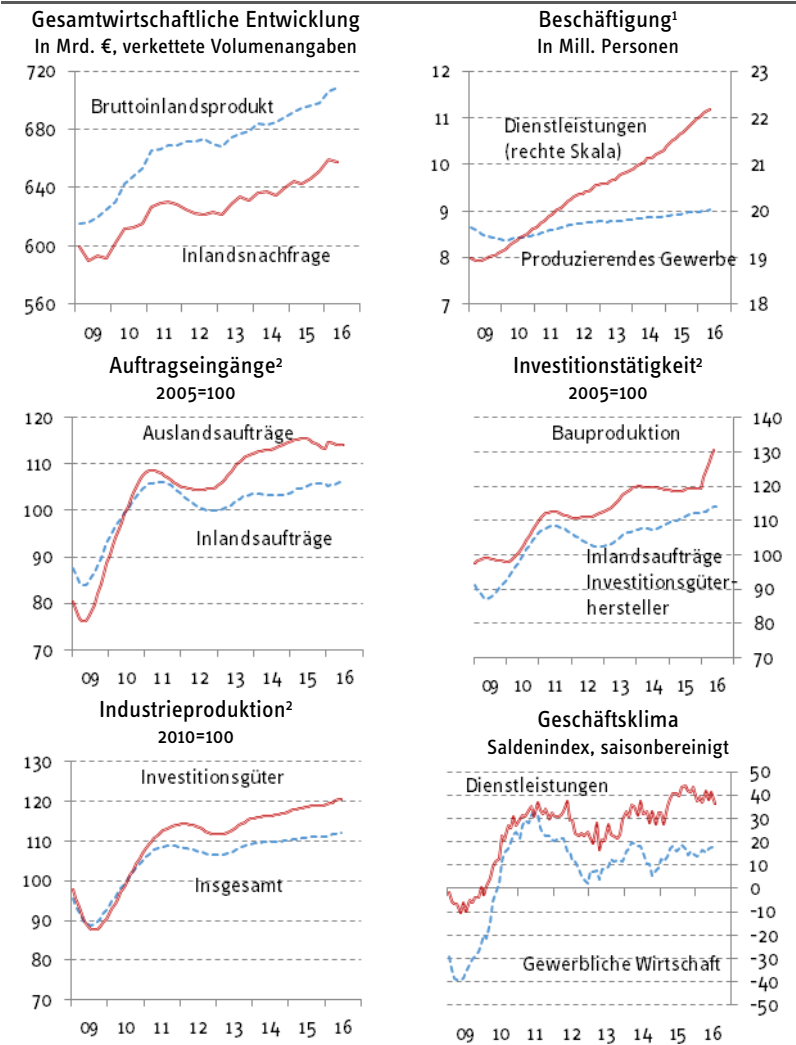 Gesamtwirtschaftliche Entwicklung
In Mrd. €, verkettete Volumenangaben
720
680
640
600
560
Bruttoinlandsprodukt
Inlandsnachfrage
09 10 11 12 13 14 15 16
Beschäftigung¹
In Mill. Personen
12
11
10
9
8
7
23
22
21
20
19
18
Dienstleistungen
(rechte Skala)
Produzierendes Gewerbe
09 10 11 12 13 14 15 16
Auftragseingänge²
2005=100
120
110
100
90
80
70
Auslandsaufträge
Inlandsaufträge
09 10 11 12 13 14 15 16
Investitionstätigkeit²
2005=100
140
130
120
110
100
90
80
70
Bauproduktion
Inlandsaufträge
Investitionsgüter-
hersteller
09 10 11 12 13 14 15 16
Industrieproduktion²
2010=100
130
120
110
100
90
80
70
Investitionsgüter
Insgesamt
09 10 11 12 13 14 15 16
Geschäftsklima
Saldenindex, saisonbereinigt
50
40
30
20
10
0
-10
-20
-30
-40
-50
Dienstleistungen
Gewerbliche Wirtschaft
09 10 11 12 13 14 15 16